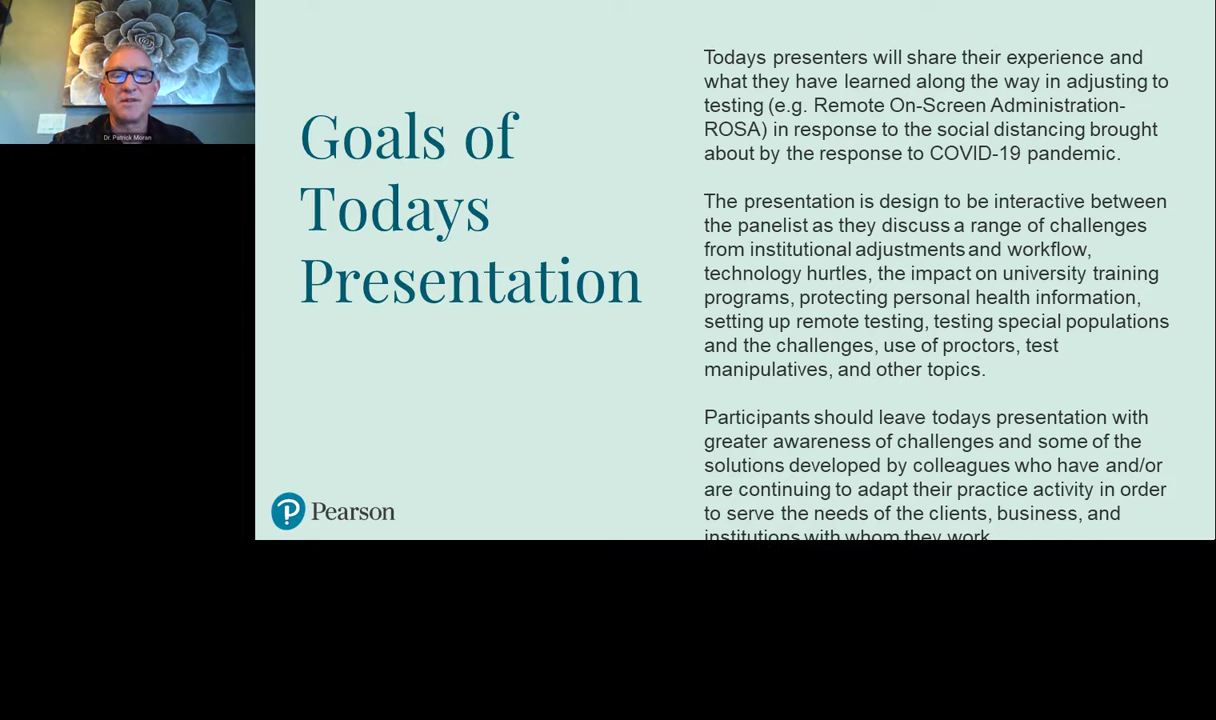 Dr. Patrick Moran
Goals of
Todays
Presentation
Todays presenters will share their experience and
what they have learned along the way in adjusting to
testing (e.g. Remote On-Screen Administration-
ROSA) in response to the social distancing brought
about by the response to COVID-19 pandemic.
The presentation is design to be interactive between
the panelist as they discuss a range of challenges
from institutional adjustments and workflow,
technology hurtles, the impact on university training
programs, protecting personal health information,
setting up remote testing, testing special populations
and the challenges, use of proctors, test
manipulatives, and other topics.
Participants should leave todays presentation with
greater awareness of challenges and some of the
solutions developed by colleagues who have and/or
are continuing to adapt their practice activity in order
to serve the needs of the clients, business, and
institutions with whom they work.
Pearson